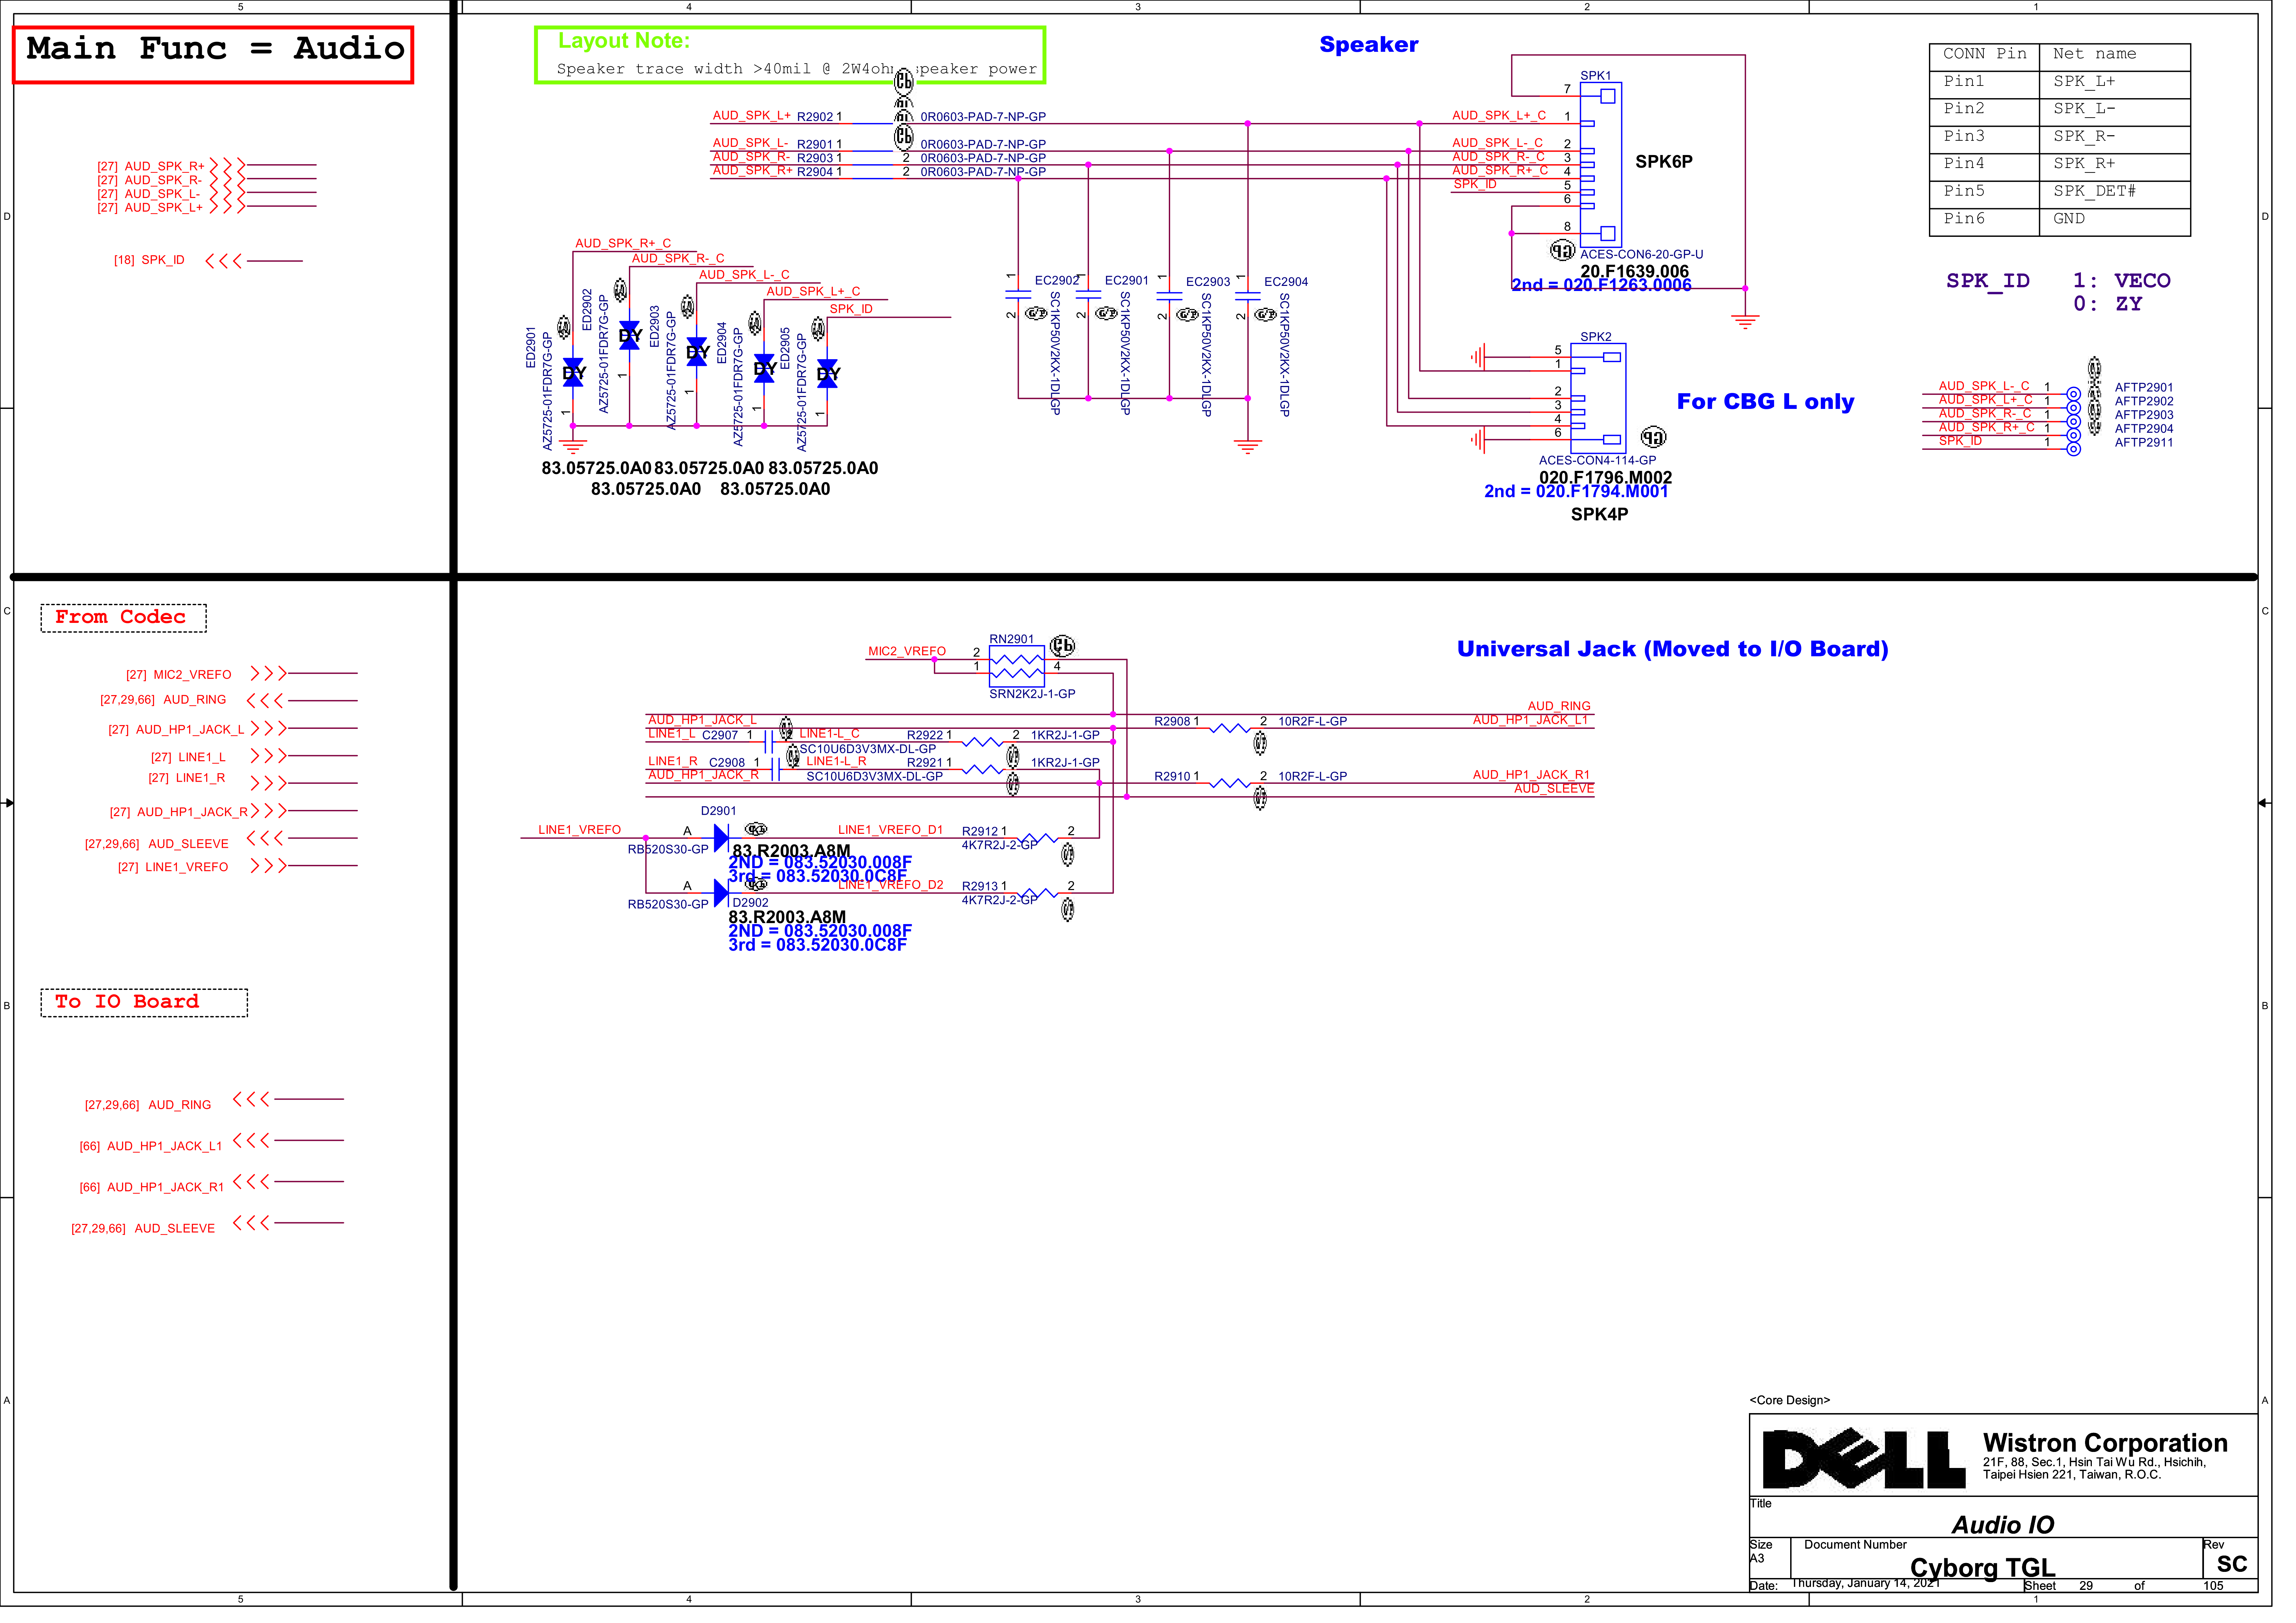 5 4 3 2 1
Main Func = Audio
Layout Note:
Speaker trace width >40mil @ 2W4ohm speaker power
Speaker
CONN Pin Net name
Pin1 SPK_L+
Pin2 SPK_L-
Pin3 SPK_R-
Pin4 SPK_R+
Pin5 SPK_DET#
Pin6 GND
[27] AUD_SPK_R+
[27] AUD_SPK_R-
[27] AUD_SPK_L-
[27] AUD_SPK_L+
[18] SPK_ID
AUD_SPK_L+ R2902 1 0R0603-PAD-7-NP-GP
AUD_SPK_L- R2901 1 0R0603-PAD-7-NP-GP
AUD_SPK_R- R2903 1 2 0R0603-PAD-7-NP-GP
AUD_SPK_R+ R2904 1 2 0R0603-PAD-7-NP-GP
SPK1
7
AUD_SPK_L+_C 1
AUD_SPK_L-_C 2
AUD_SPK_R-_C 3
AUD_SPK_R+_C 4
SPK_ID 5
6
8
SPK6P
ACES-CON6-20-GP-U
20.F1639.006
2nd = 020.F1263.0006
SPK_ID 1: VECO
0: ZY
AUD_SPK_R+_C
AUD_SPK_R-_C
AUD_SPK_L-_C
AUD_SPK_L+_C
SPK_ID
ED2901
AZ5725-01FDR7G-GP
DY
1
ED2902
AZ5725-01FDR7G-GP
DY
1
ED2903
AZ5725-01FDR7G-GP
DY
1
ED2904
AZ5725-01FDR7G-GP
DY
1
ED2905
AZ5725-01FDR7G-GP
DY
1
83.05725.0A0 83.05725.0A0 83.05725.0A0
83.05725.0A0 83.05725.0A0
EC2902
1
2
SC1KP50V2KX-1DLGP
EC2901
1
2
SC1KP50V2KX-1DLGP
EC2903
1
2
SC1KP50V2KX-1DLGP
EC2904
1
2
SC1KP50V2KX-1DLGP
SPK2
5
1
2
3
4
6
ACES-CON4-114-GP
020.F1796.M002
2nd = 020.F1794.M001
SPK4P
For CBG L only
AUD_SPK_L-_C 1 AFTP2901
AUD_SPK_L+_C 1 AFTP2902
AUD_SPK_R-_C 1 AFTP2903
AUD_SPK_R+_C 1 AFTP2904
SPK_ID 1 AFTP2911
From Codec
[27] MIC2_VREFO
[27,29,66] AUD_RING
[27] AUD_HP1_JACK_L
[27] LINE1_L
[27] LINE1_R
[27] AUD_HP1_JACK_R
[27,29,66] AUD_SLEEVE
[27] LINE1_VREFO
To IO Board
[27,29,66] AUD_RING
[66] AUD_HP1_JACK_L1
[66] AUD_HP1_JACK_R1
[27,29,66] AUD_SLEEVE
Universal Jack (Moved to I/O Board)
RN2901
MIC2_VREFO 2
1 4
SRN2K2J-1-GP
AUD_RING
AUD_HP1_JACK_L R2908 1 2 10R2F-L-GP AUD_HP1_JACK_L1
LINE1_L C2907 1 2 LINE1-L_C R2922 1 2 1KR2J-1-GP
SC10U6D3V3MX-DL-GP
LINE1_R C2908 1 LINE1-L_R R2921 1 2 1KR2J-1-GP
AUD_HP1_JACK_R SC10U6D3V3MX-DL-GP R2910 1 2 10R2F-L-GP AUD_HP1_JACK_R1
AUD_SLEEVE
D2901
LINE1_VREFO A LINE1_VREFO_D1 R2912 1 2
RB520S30-GP 4K7R2J-2-GP
83.R2003.A8M
2ND = 083.52030.008F
3rd = 083.52030.0C8F
A LINE1_VREFO_D2 R2913 1 2
RB520S30-GP D2902 4K7R2J-2-GP
83.R2003.A8M
2ND = 083.52030.008F
3rd = 083.52030.0C8F
D
C
B
A
D
C
B
A
<Core Design>
DELL
Wistron Corporation
21F, 88, Sec.1, Hsin Tai Wu Rd., Hsichih,
Taipei Hsien 221, Taiwan, R.O.C.
Title
Audio IO
Size Document Number Rev
A3 Cyborg TGL SC
Date: Thursday, January 14, 2021 Sheet 29 of 105
5 4 3 2 1